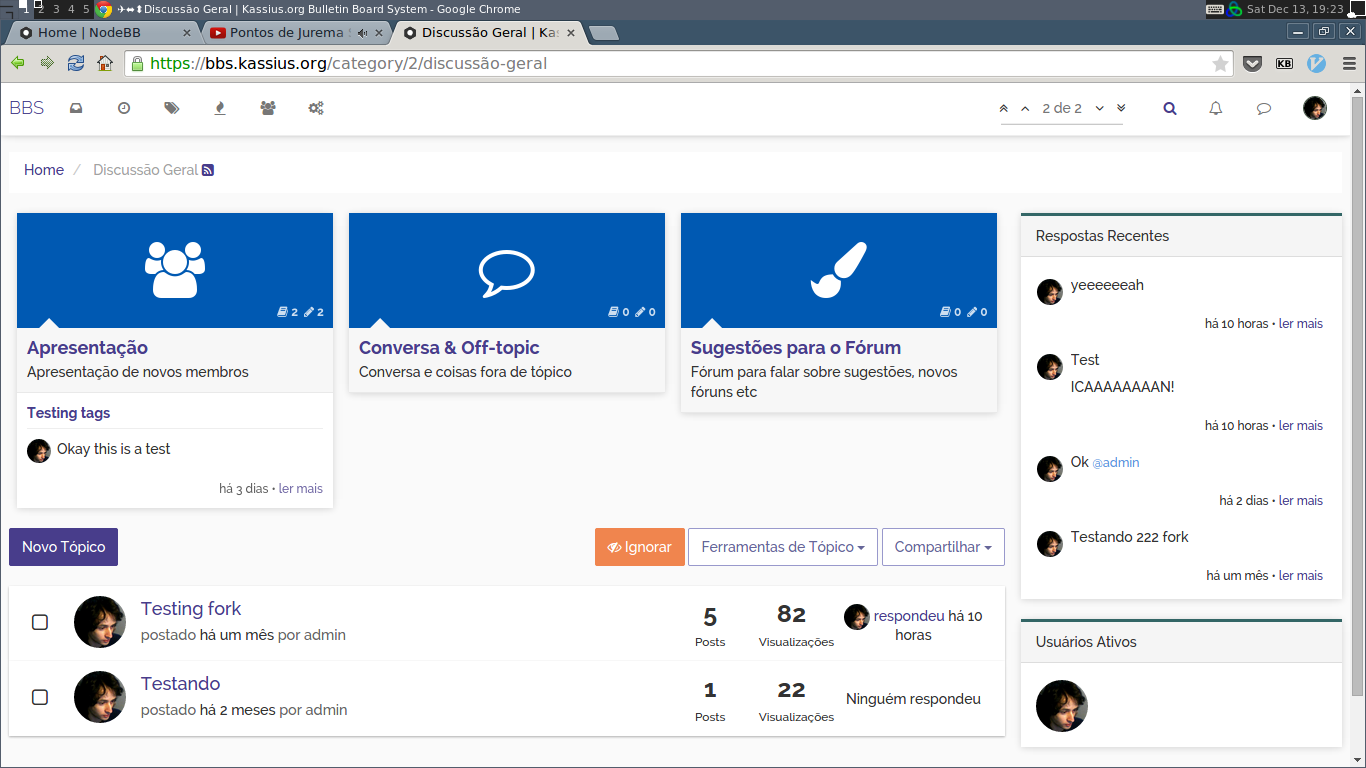 1 2 3 4 5 Discussão Geral | Kassius.org Bulletin Board System - Google Chrome Sat Dec 13, 19:23
Home | NodeBB Pontos de Jurema Discussão Geral | Ka
https://bbs.kassius.org/category/2/discussão-geral KB
BBS 2 de 2
Home / Discussão Geral
2 2
0 0
0 0
Apresentação
Apresentação de novos membros
Testing tags
Okay this is a test
há 3 dias • ler mais
Conversa & Off-topic
Conversa e coisas fora de tópico
Sugestões para o Fórum
Fórum para falar sobre sugestões, novos
fóruns etc
Respostas Recentes
yeeeeeeah
há 10 horas • ler mais
Test
ICAAAAAAAAN!
há 10 horas • ler mais
Ok @admin
há 2 dias • ler mais
Testando 222 fork
há um mês • ler mais
Novo Tópico Ignorar Ferramentas de Tópico Compartilhar
Testing fork
postado há um mês por admin
5
Posts
82
Visualizações
respondeu há 10
horas
Testando
postado há 2 meses por admin
1
Posts
22
Visualizações
Ninguém respondeu
Usuários Ativos